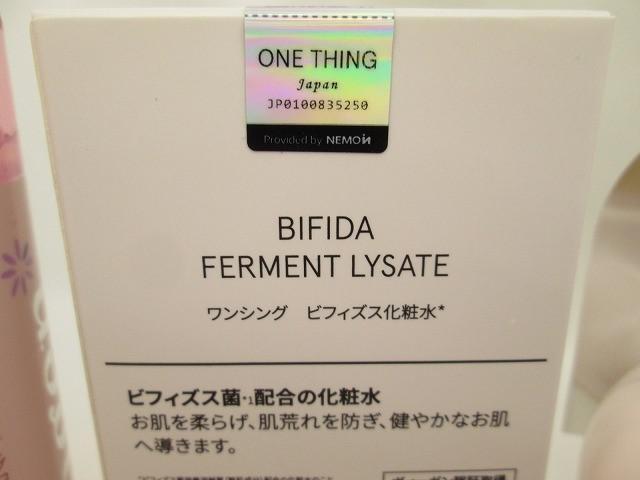 ONE THING
Japan
JP0100835250
Provided by NEMON
BIFIDA
FERMENT LYSATE
ワンシング ビフィズス化粧水*
ビフィズス菌*1配合の化粧水
お肌を柔らげ、肌荒れを防ぎ、健やかなお肌
へ導きます。